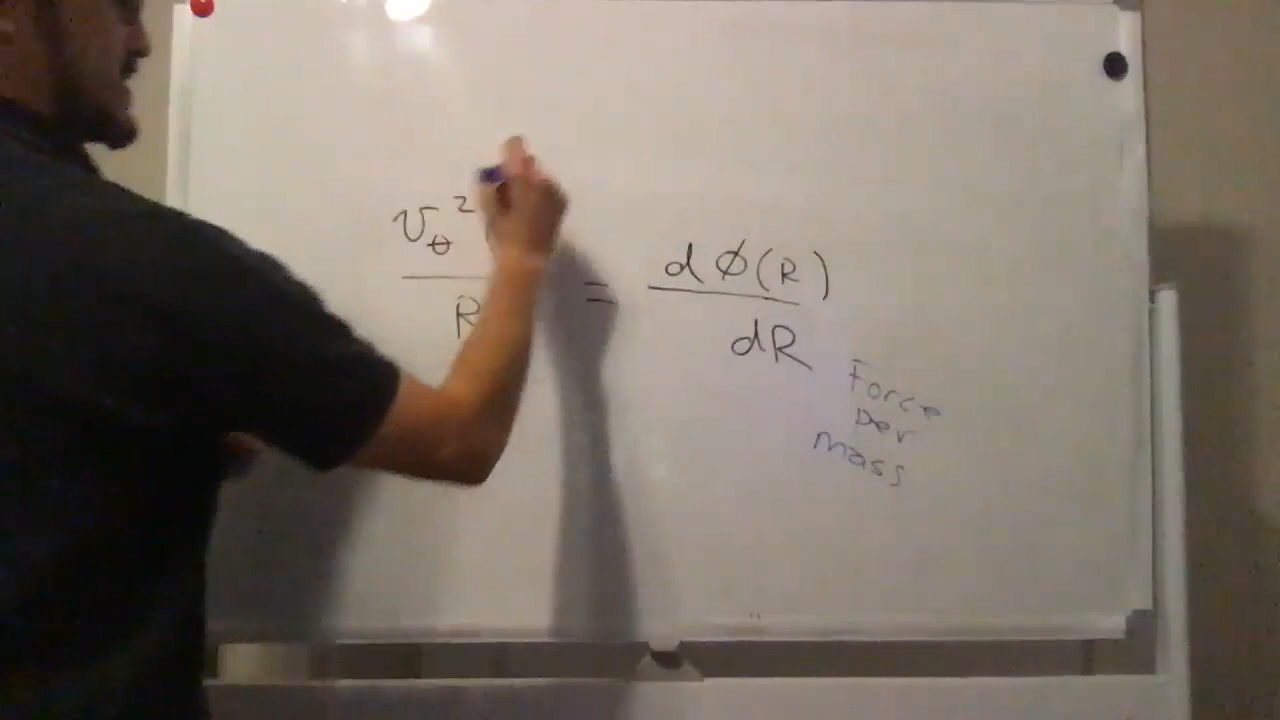 v_θ² ( = dϕ(R)
R dR
Force
per
mass